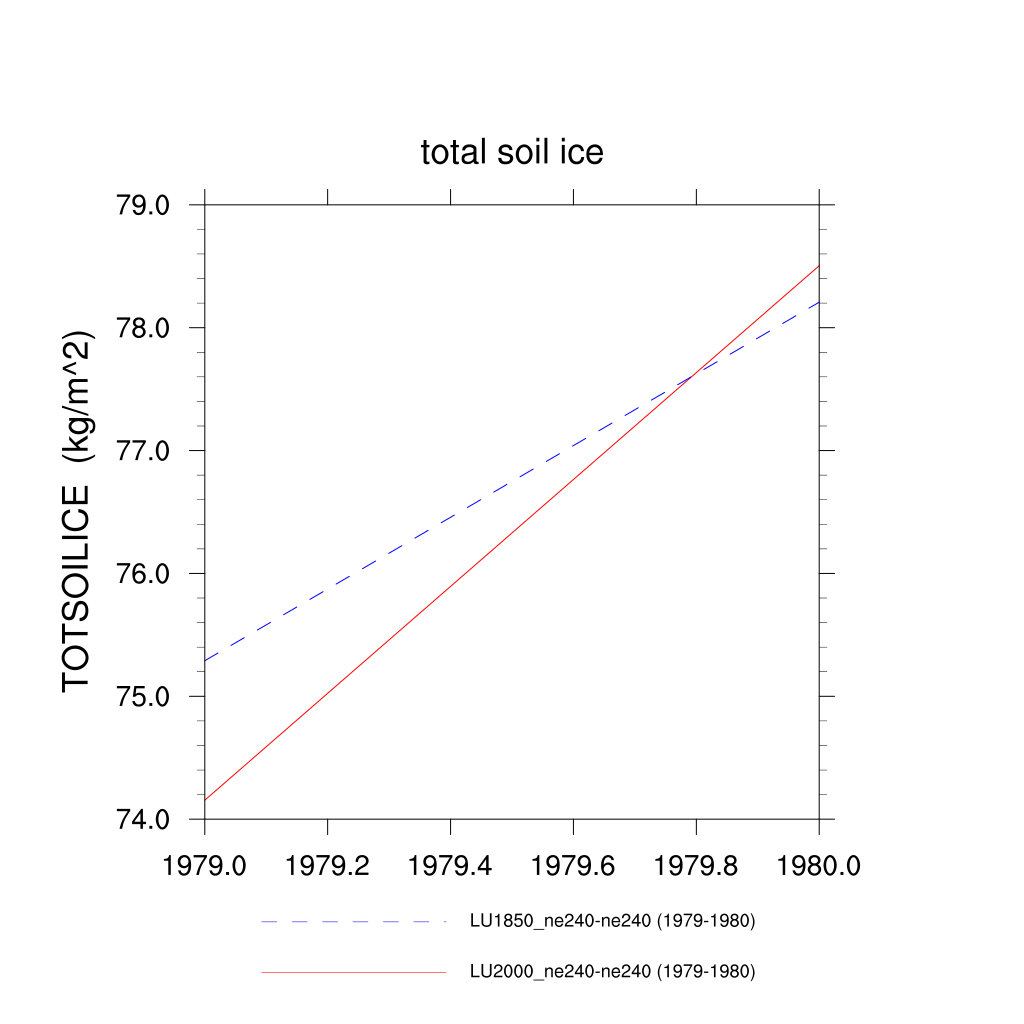 total soil ice
TOTSOILICE (kg/m^2)
79.0
78.0
77.0
76.0
75.0
74.0
1979.0 1979.2 1979.4 1979.6 1979.8 1980.0
LU1850_ne240-ne240 (1979-1980)
LU2000_ne240-ne240 (1979-1980)